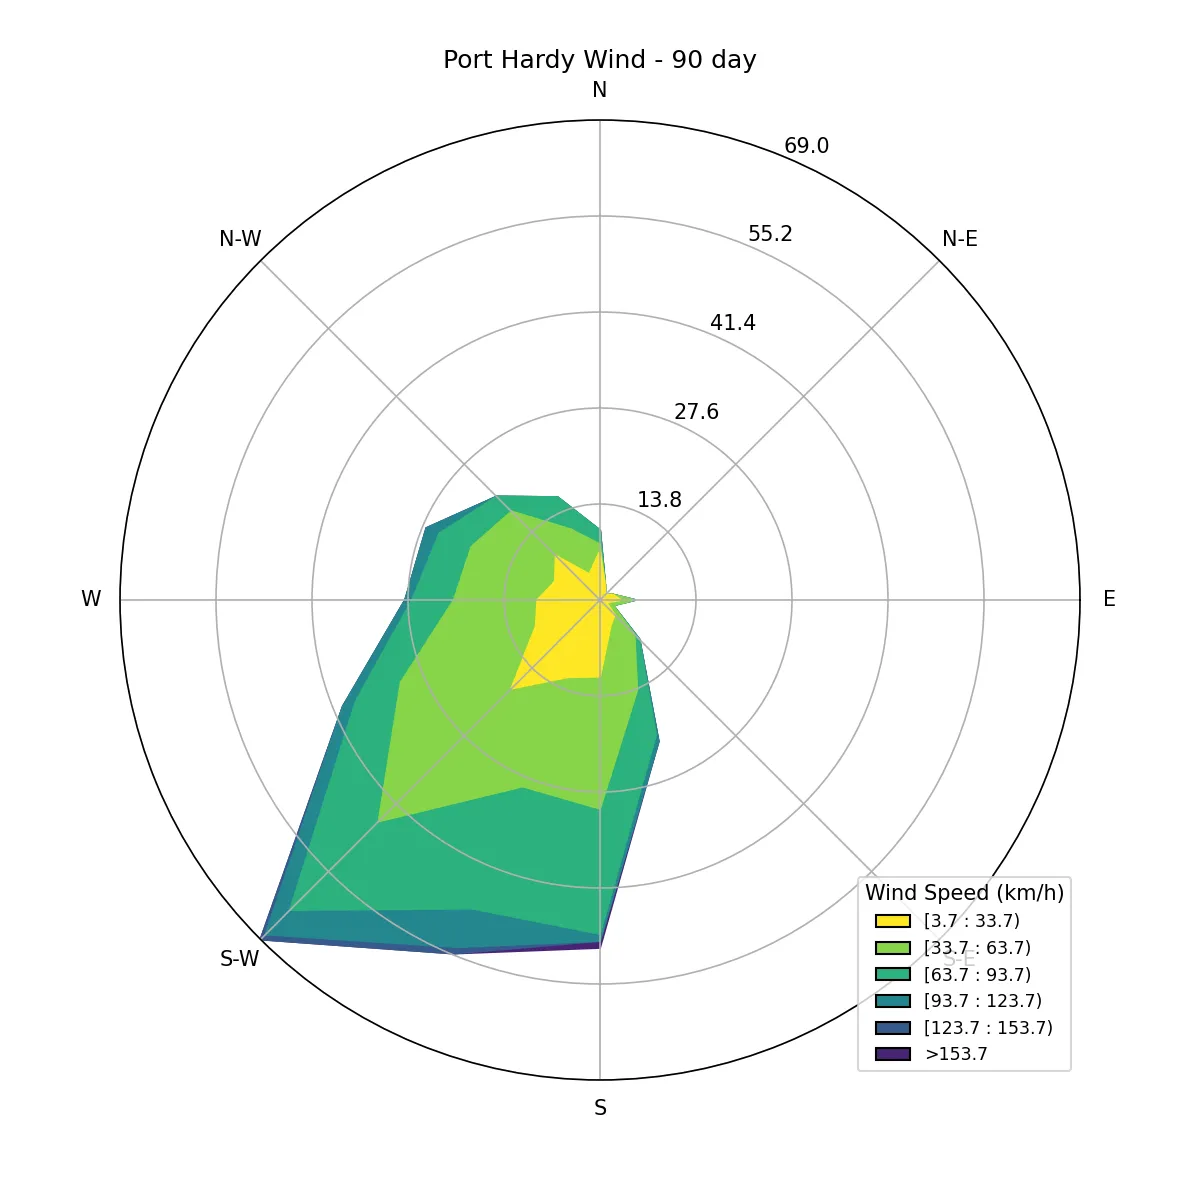 Port Hardy Wind - 90 day
N
69.0
55.2
N-W
N-E
41.4
27.6
13.8
W
E
S-W
S-E
Wind Speed (km/h)
[3.7 : 33.7)
[33.7 : 63.7)
[63.7 : 93.7)
[93.7 : 123.7)
[123.7 : 153.7)
>153.7
S